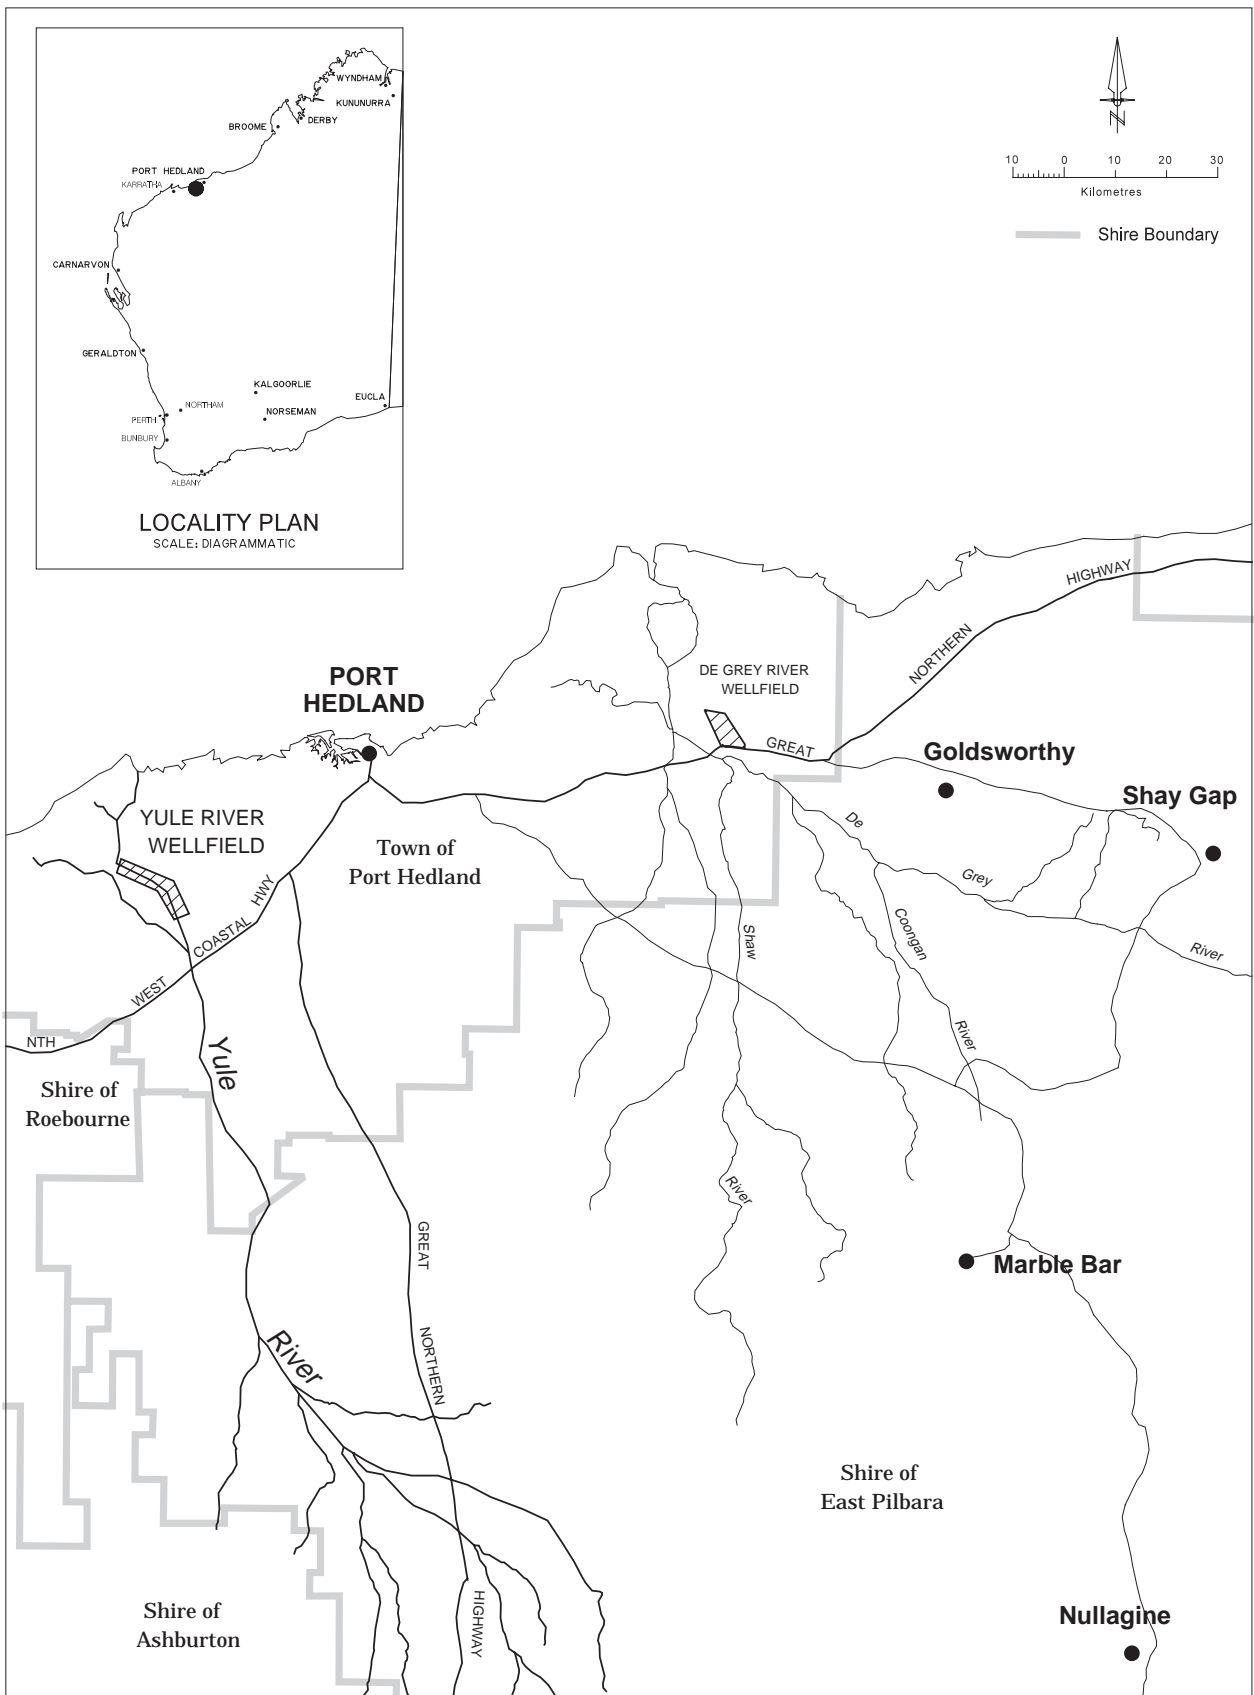 WYNDHAM
KUNUNURRA
DERBY
BROOME
PORT HEDLAND
KARRATHA
CARNARVON
GERALDTON
KALGOORLIE
NORTHAM
NORSEMAN
EUCLA
PERTH
BUNBURY
ALBANY
LOCALITY PLAN
SCALE: DIAGRAMMATIC
N
10 0 10 20 30
Kilometres
Shire Boundary
HIGHWAY
NORTHERN
GREAT
DE GREY RIVER
WELLFIELD
PORT
HEDLAND
Goldsworthy
Shay Gap
YULE RIVER
WELLFIELD
Town of
Port Hedland
De
Grey
River
Coongan
River
Shaw
River
HWY
COASTAL
WEST
NTH
Yule
River
Shire of
Roebourne
GREAT
NORTHERN
HIGHWAY
Marble Bar
Shire of
East Pilbara
Shire of
Ashburton
Nullagine